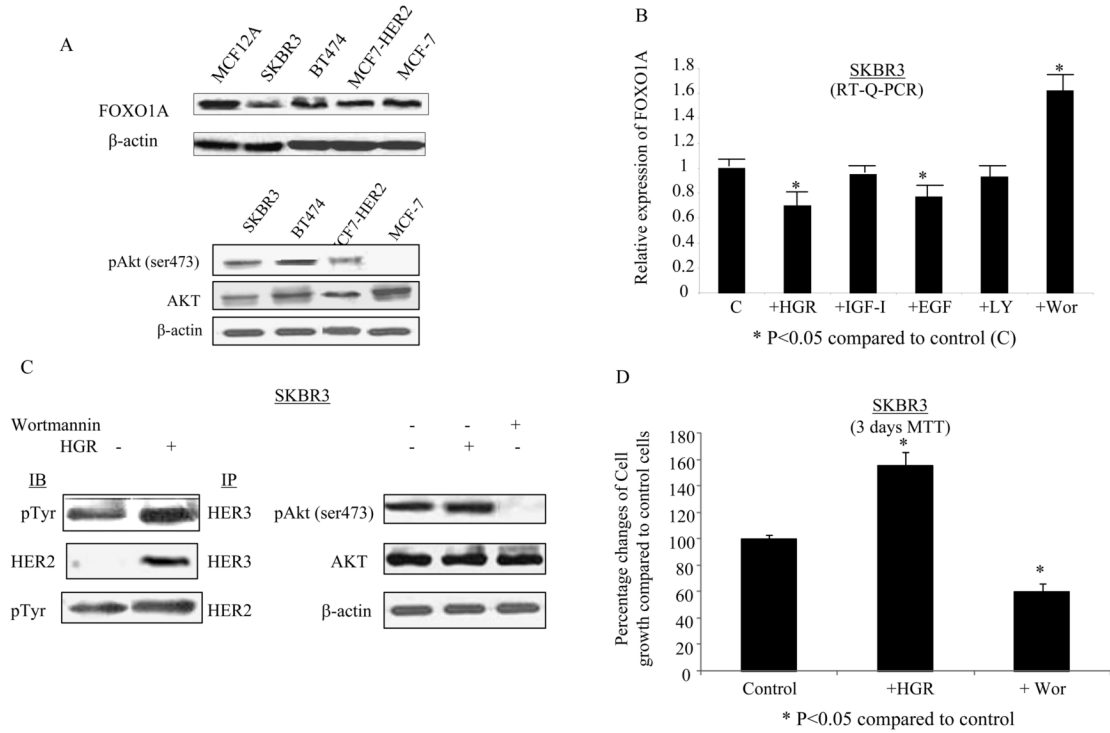 A
MCF12A SKBR3 BT474 MCF7-HER2 MCF-7
FOXO1A
β-actin
SKBR3 BT474 ICF7-HER2 MCF-7
pAkt (ser473)
AKT
β-actin
B
SKBR3
(RT-Q-PCR)
Relative expression of FOXO1A
1.8
1.6
1.4
1.2
1
0.8
0.6
0.4
0.2
0
* * *
C +HGR +IGF-I +EGF +LY +Wor
* P<0.05 compared to control (C)
C
SKBR3
Wortmannin - - +
HGR - + - + -
IB IP
pTyr HER3
HER2 HER3
pTyr HER2
pAkt (ser473)
AKT
β-actin
D
SKBR3
(3 days MTT)
Percentage changes of Cell
growth compared to control cells
180
160
140
120
100
80
60
40
20
0
* *
Control +HGR + Wor
* P<0.05 compared to control